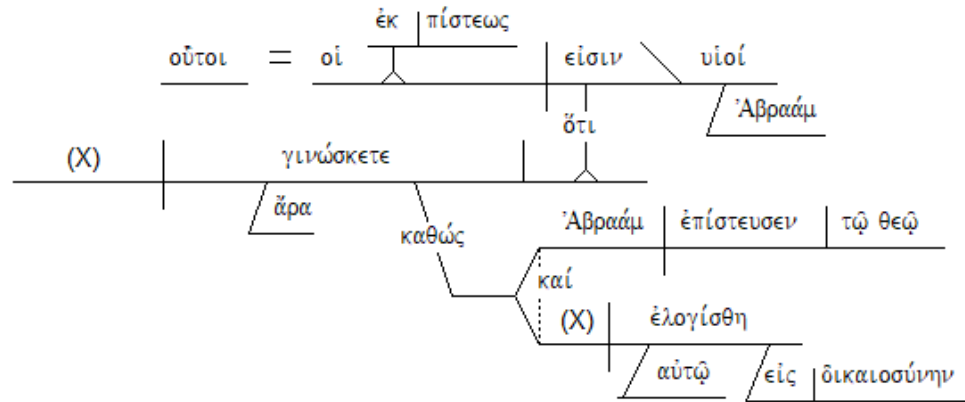 ἐκ πίστεως
οὗτοι = οἱ εἰσιν υἱοί
Ἀβραάμ
ὅτι
(X) γινώσκετε
ἄρα
καθώς Ἀβραάμ ἐπίστευσεν τῷ θεῷ
καί
(X) ἐλογίσθη
αὐτῷ εἰς δικαιοσύνην